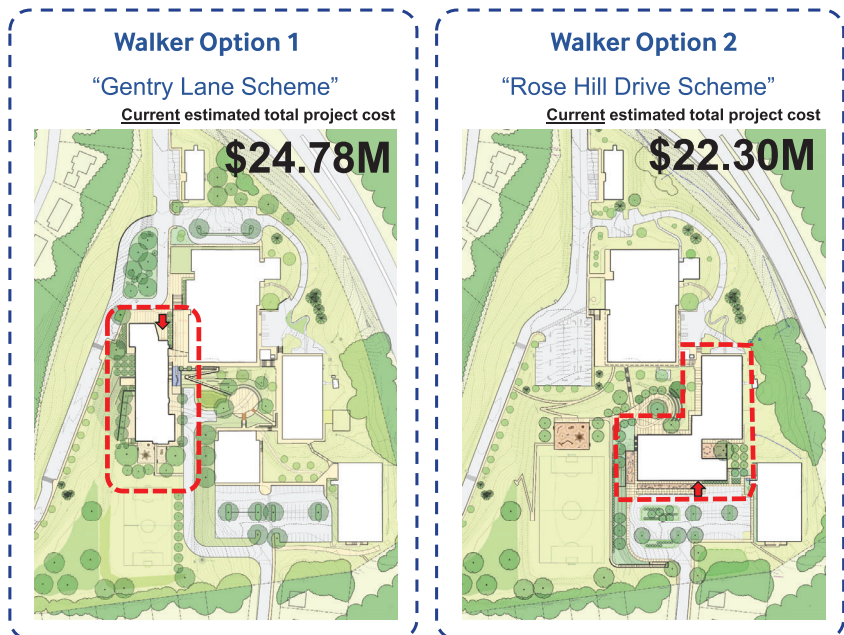 Walker Option 1
“Gentry Lane Scheme”
Current estimated total project cost
$24.78M
Walker Option 2
“Rose Hill Drive Scheme”
Current estimated total project cost
$22.30M